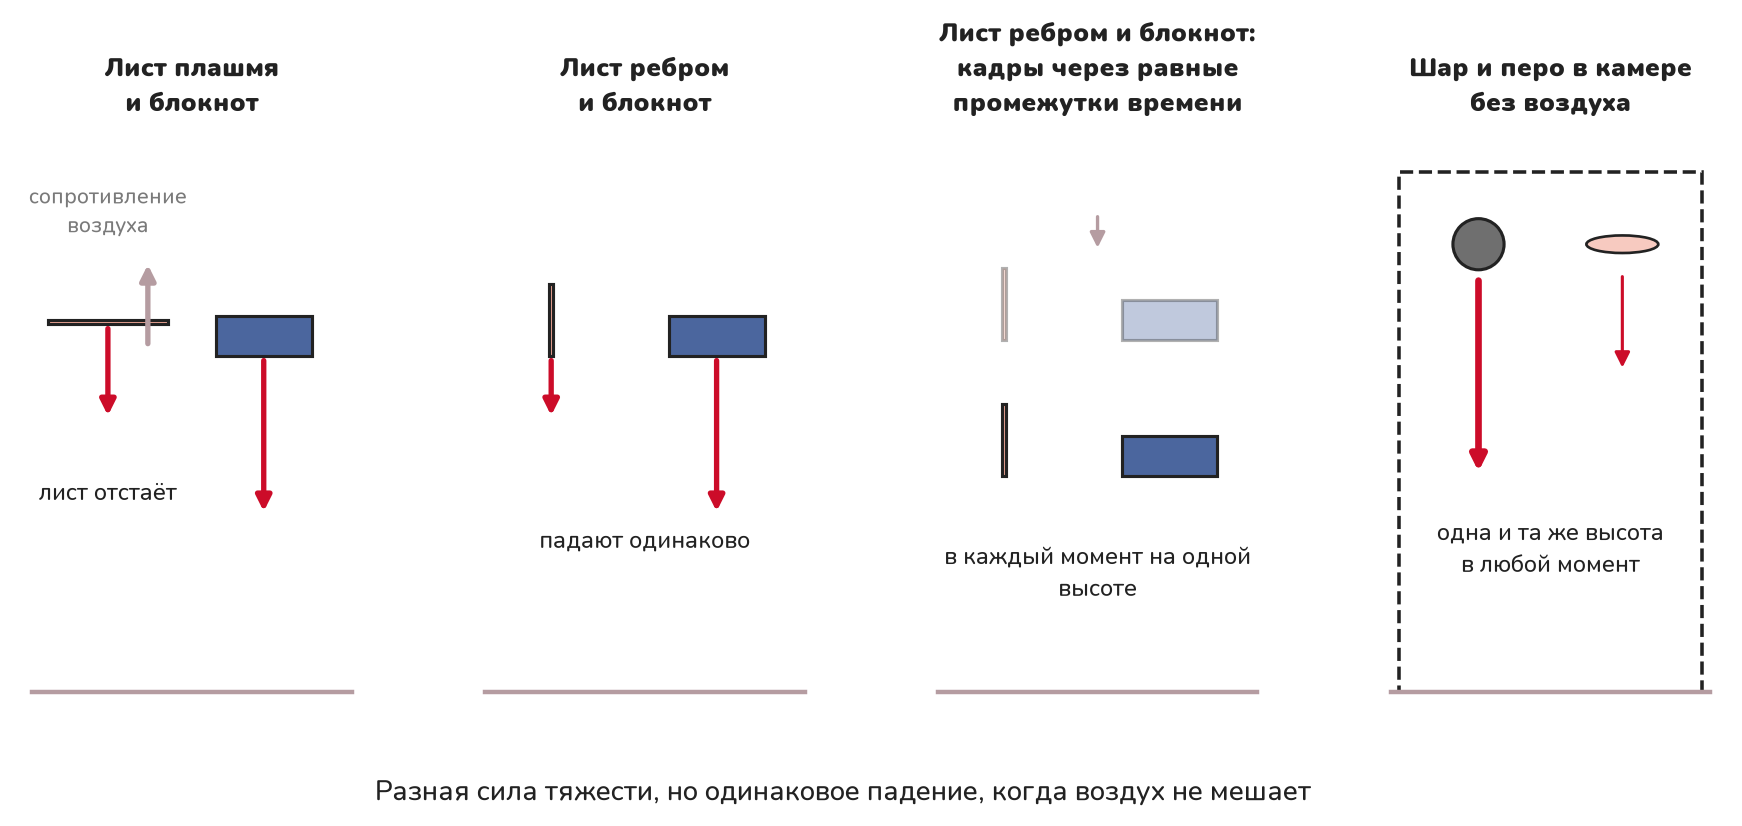 Лист плашмя
и блокнот
сопротивление
воздуха
лист отстаёт
Лист ребром
и блокнот
падают одинаково
Лист ребром и блокнот:
кадры через равные
промежутки времени
в каждый момент на одной
высоте
Шар и перо в камере
без воздуха
одна и та же высота
в любой момент
Разная сила тяжести, но одинаковое падение, когда воздух не мешает